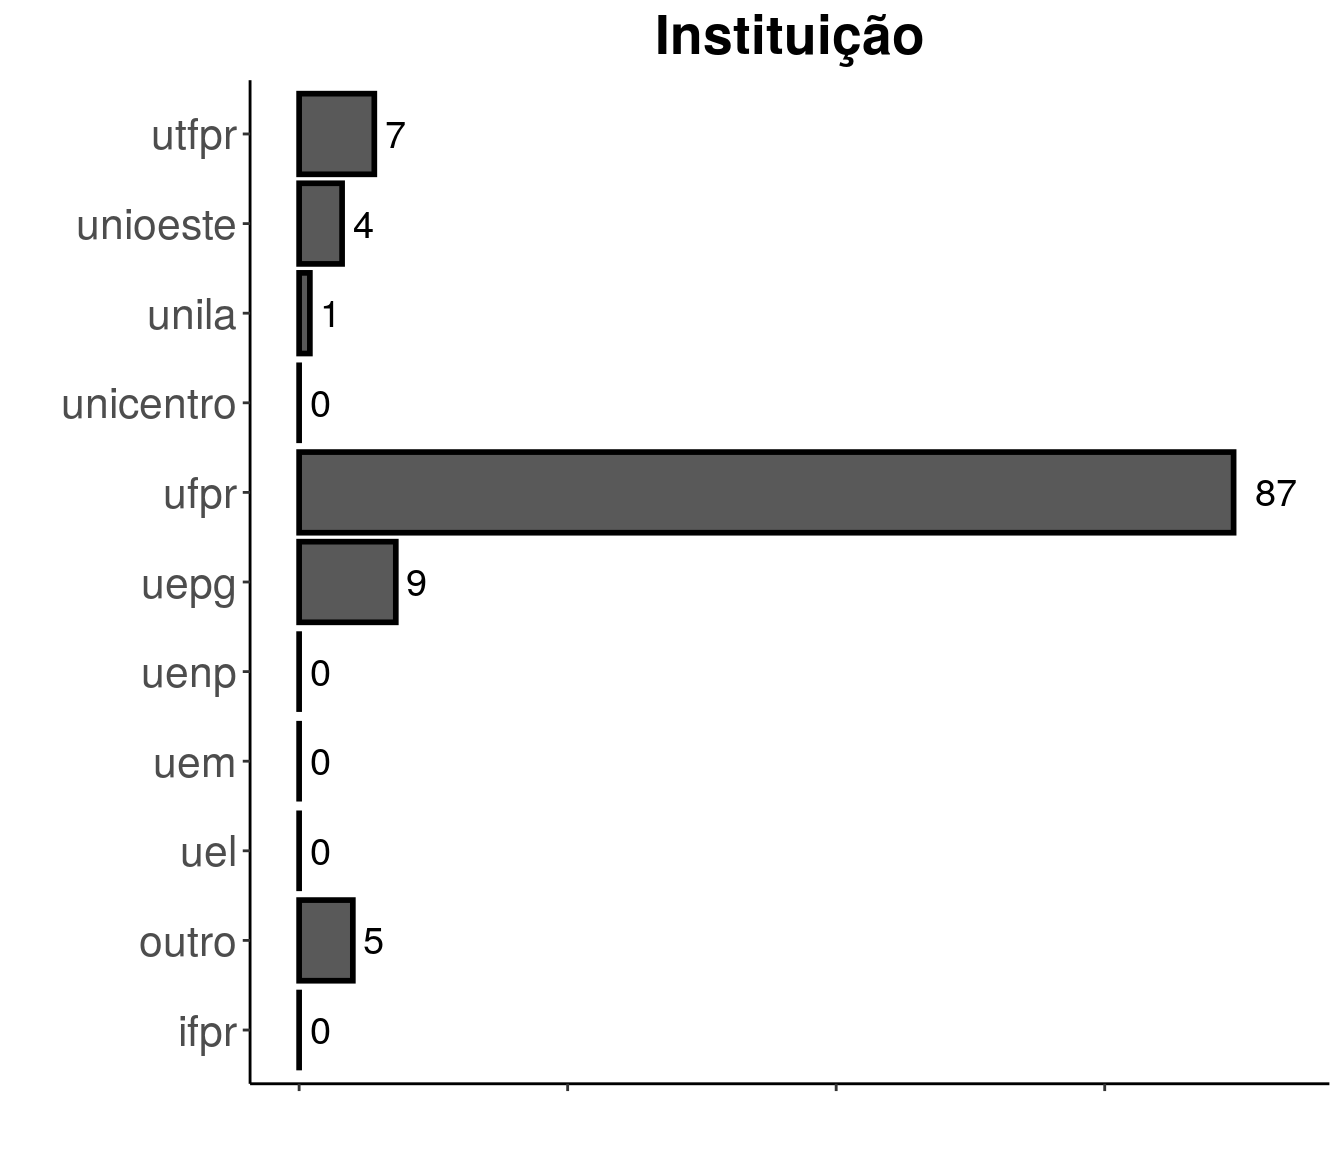 Instituição
utfpr 7
unioeste 4
unila 1
unicentro 0
ufpr 87
uepg 9
uenp 0
uem 0
uel 0
outro 5
ifpr 0